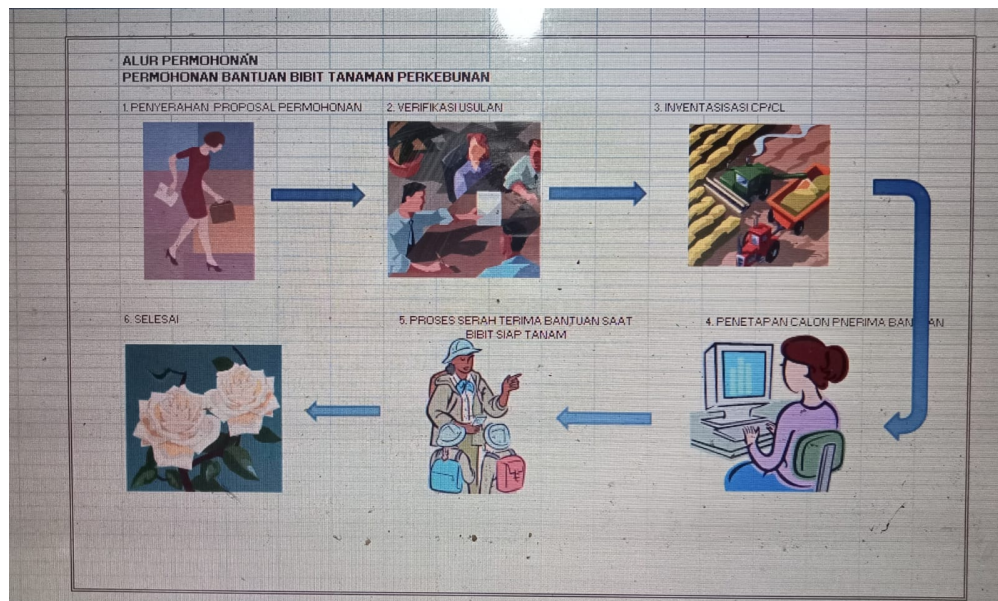 ALUR PERMOHONAN
PERMOHONAN BANTUAN BIBIT TANAMAN PERKEBUNAN
1. PENYERAHAN PROPOSAL PERMOHONAN
2. VERIFIKASI USULAN
3. INVENTASISASI CP/CL
6. SELESAI
5. PROSES SERAH TERIMA BANTUAN SAAT
BIBIT SIAP TANAM
4. PENETAPAN CALON PNERIMA